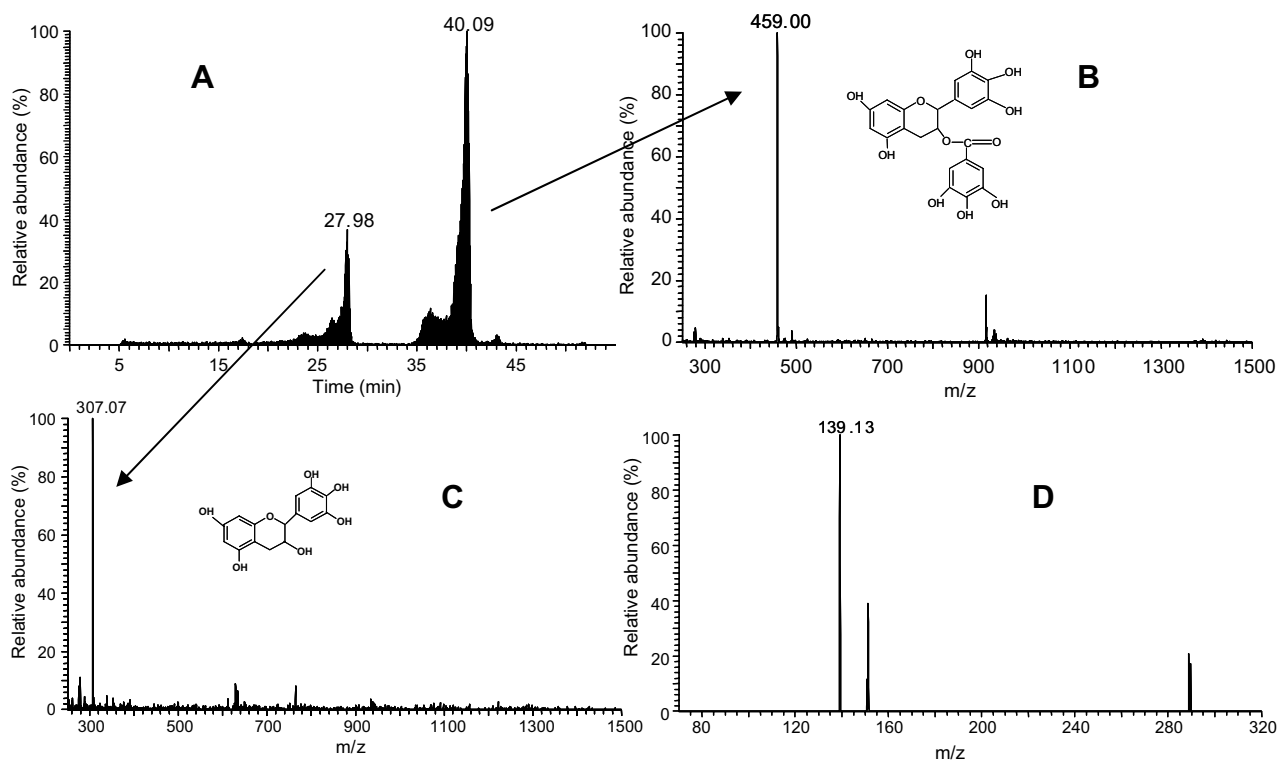 A
40.09
27.98
Relative abundance (%)
100
80
60
40
20
0
5 15 25 35 45
Time (min)
B
459.00
Relative abundance (%)
100
80
60
40
20
0
300 700 1100 1300 1500
m/z
OH
OH
OH
OH
O
OH
O C O
OH OH
OH
C
307.07
Relative abundance (%)
100
80
60
40
20
0
300 500 700 900 1100 1300 1500
m/z
OH
OH
OH
OH
O
OH
OH
D
139.13
Relative abundance (%)
100
80
60
40
20
0
80 120 160 200 240 280 320
m/z